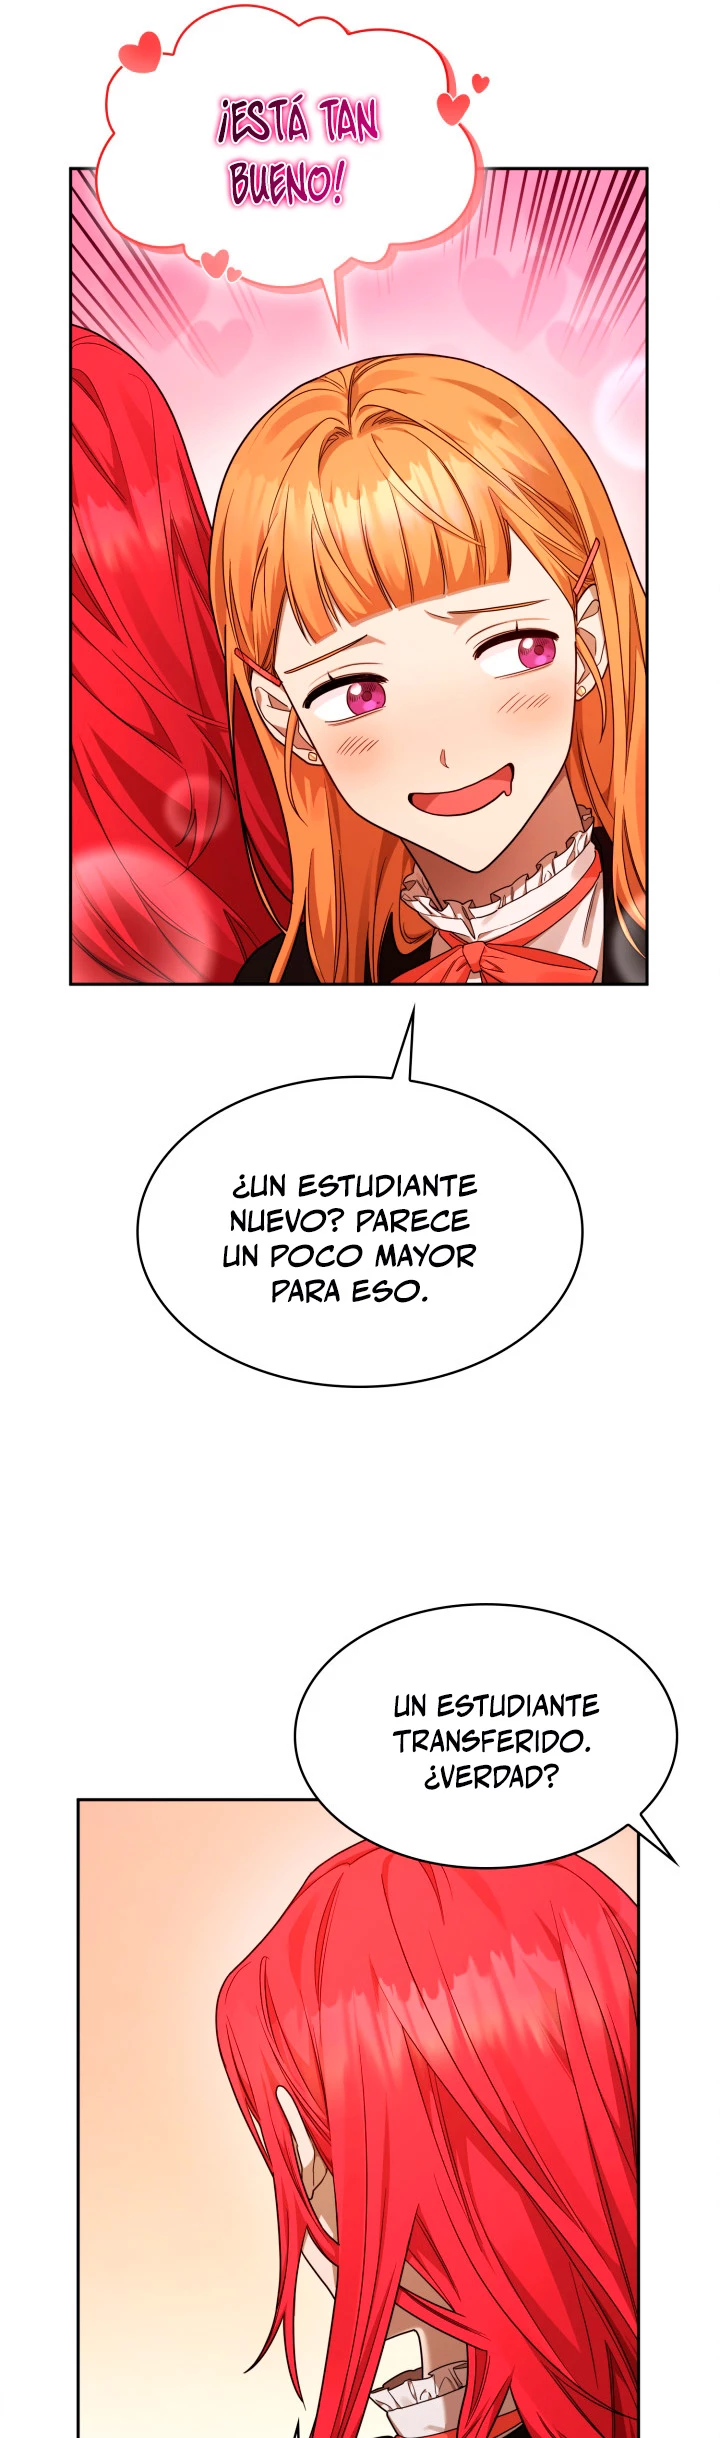 ¡ESTÁ TAN
BUENO!
¿UN ESTUDIANTE
NUEVO? PARECE
UN POCO MAYOR
PARA ESO.
UN ESTUDIANTE
TRANSFERIDO.
¿VERDAD?